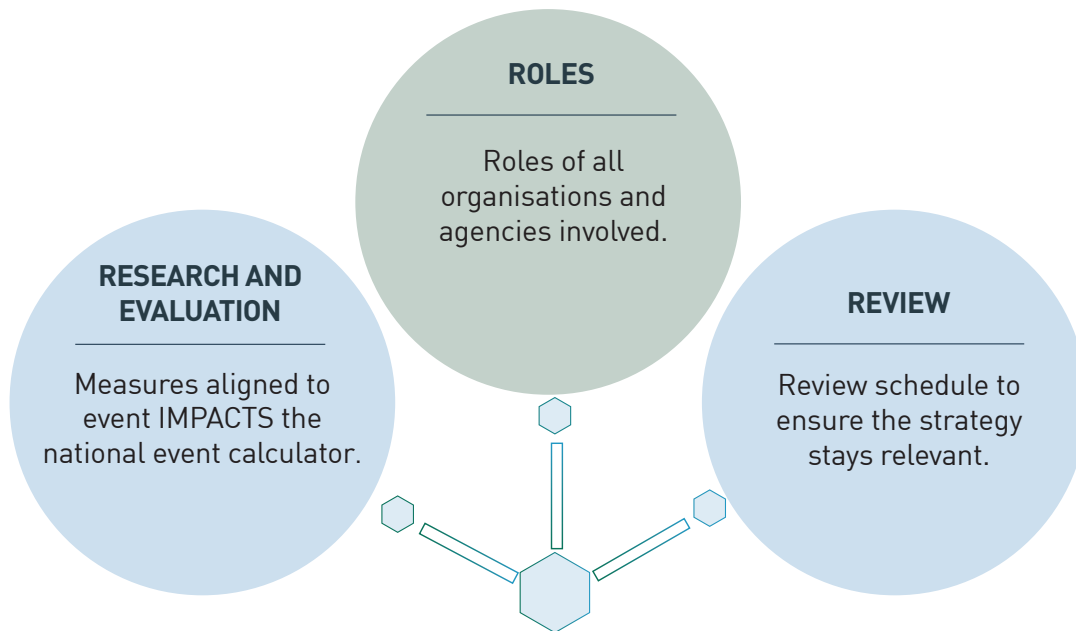 ROLES
Roles of all
organisations and
agencies involved.
RESEARCH AND
EVALUATION
Measures aligned to
event IMPACTS the
national event calculator.
REVIEW
Review schedule to
ensure the strategy
stays relevant.